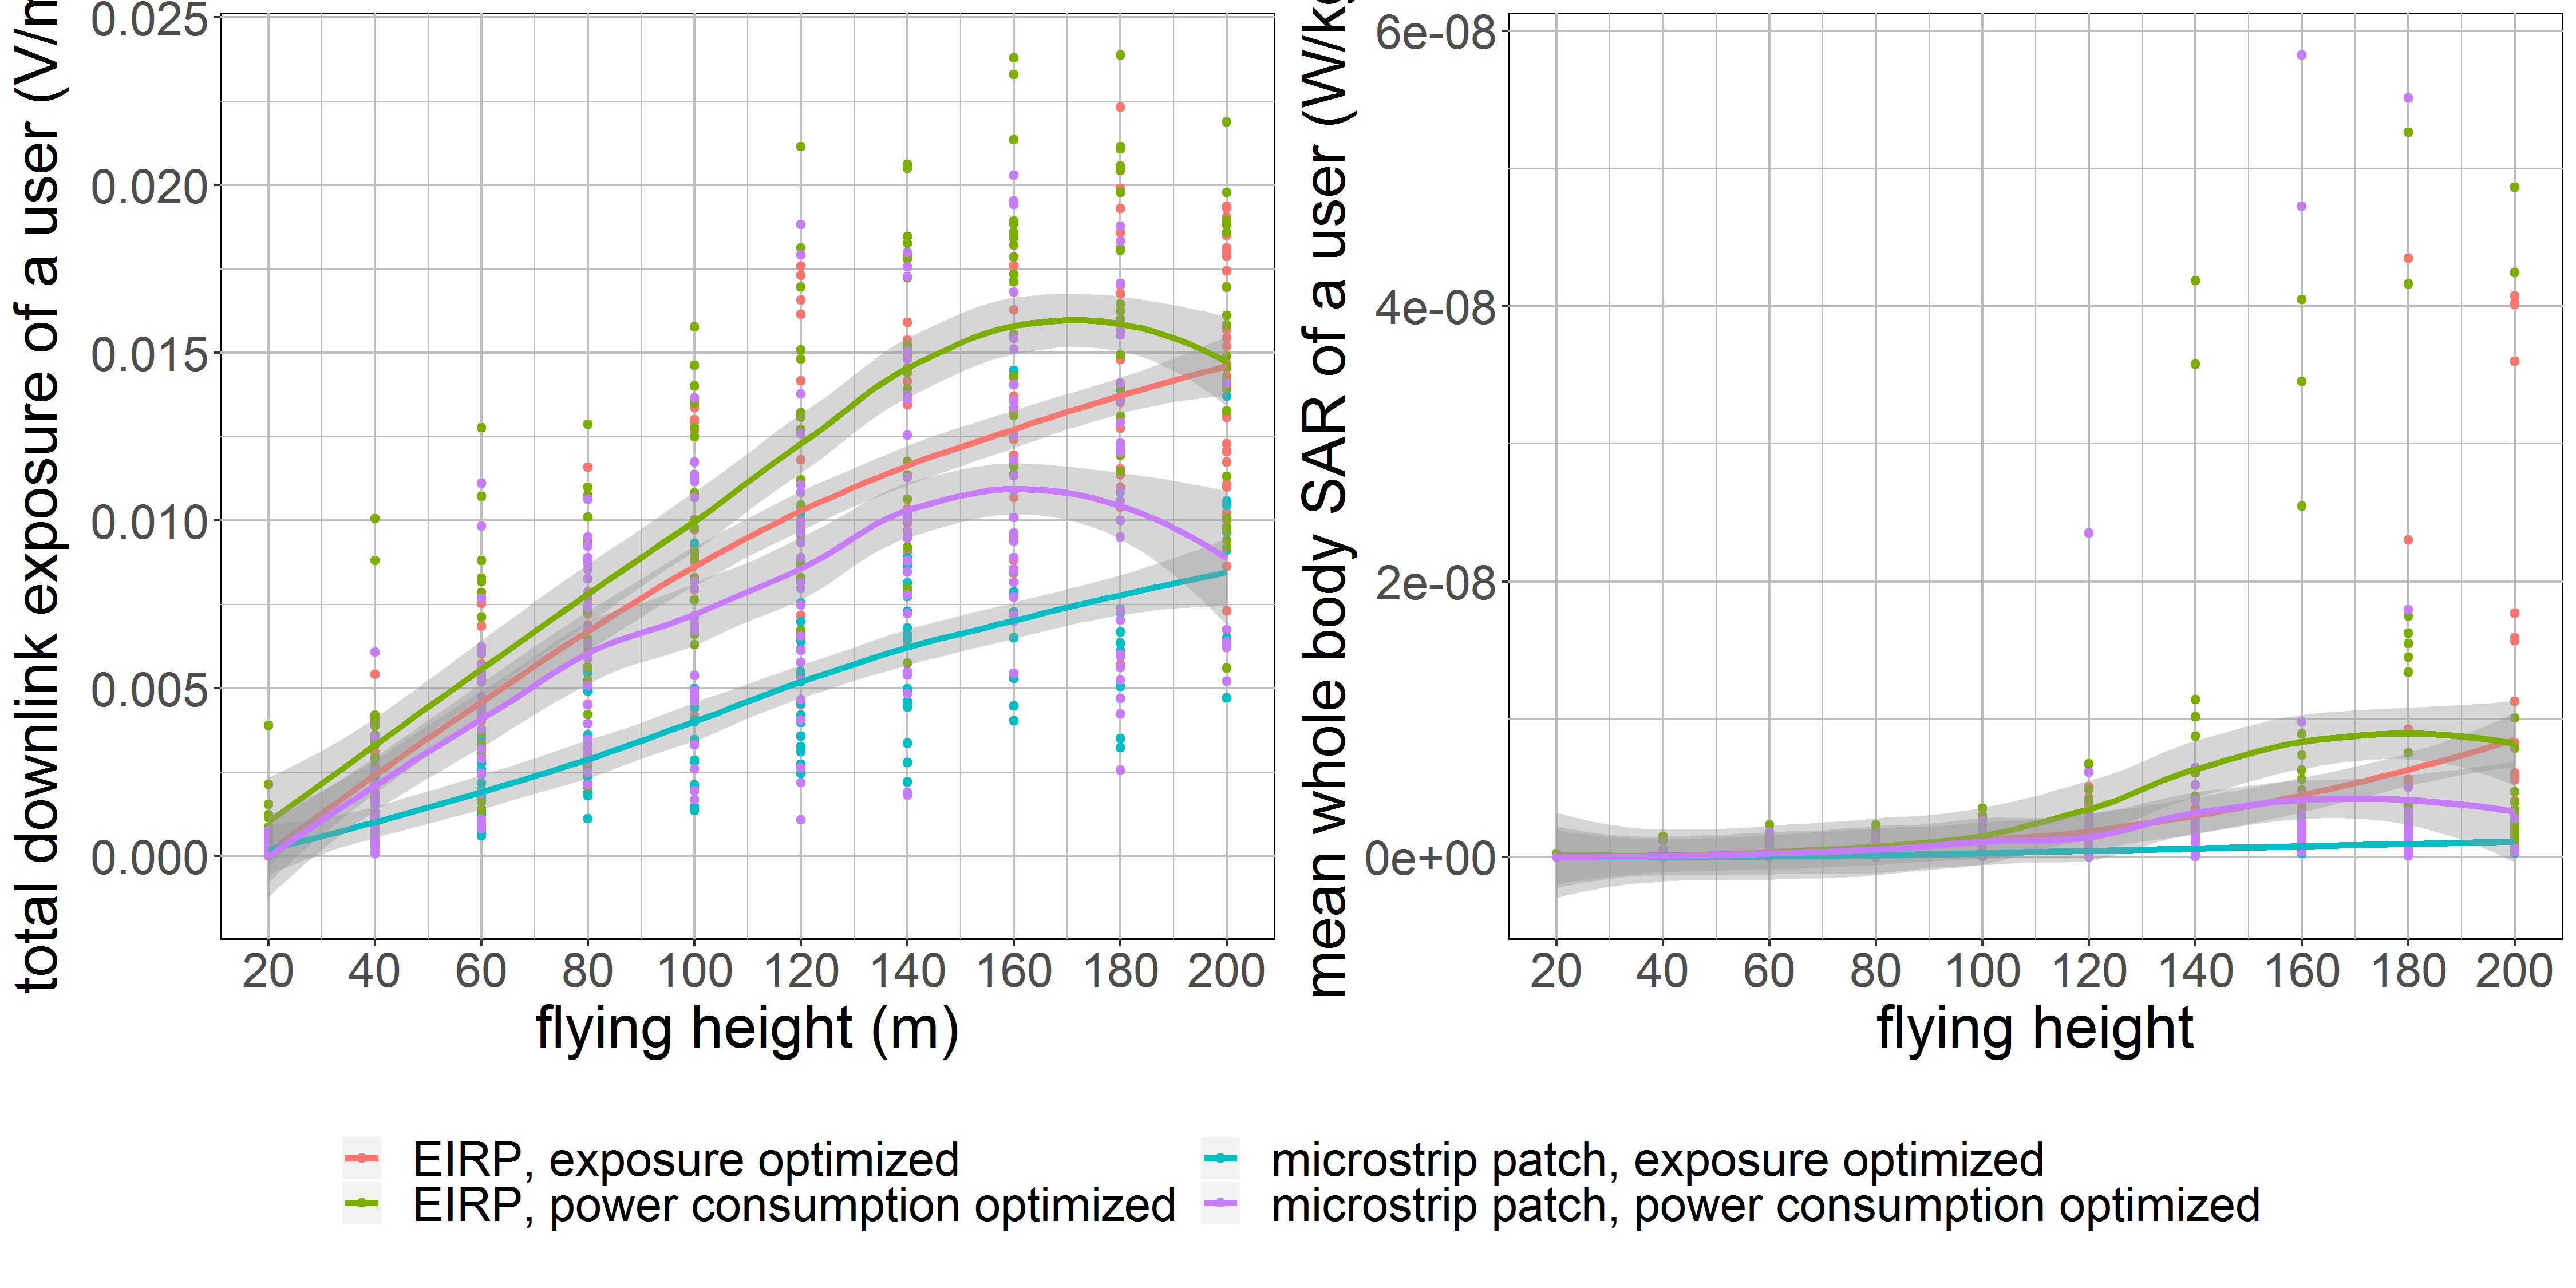 total downlink exposure of a user (V/m
0.025
0.020
0.015
0.010
0.005
0.000
20 40 60 80 100 120 140 160 180 200
flying height (m)
mean whole body SAR of a user (W/kg
6e-08
4e-08
2e-08
0e+00
20 40 60 80 100 120 140 160 180 200
flying height
EIRP, exposure optimized
EIRP, power consumption optimized
microstrip patch, exposure optimized
microstrip patch, power consumption optimized